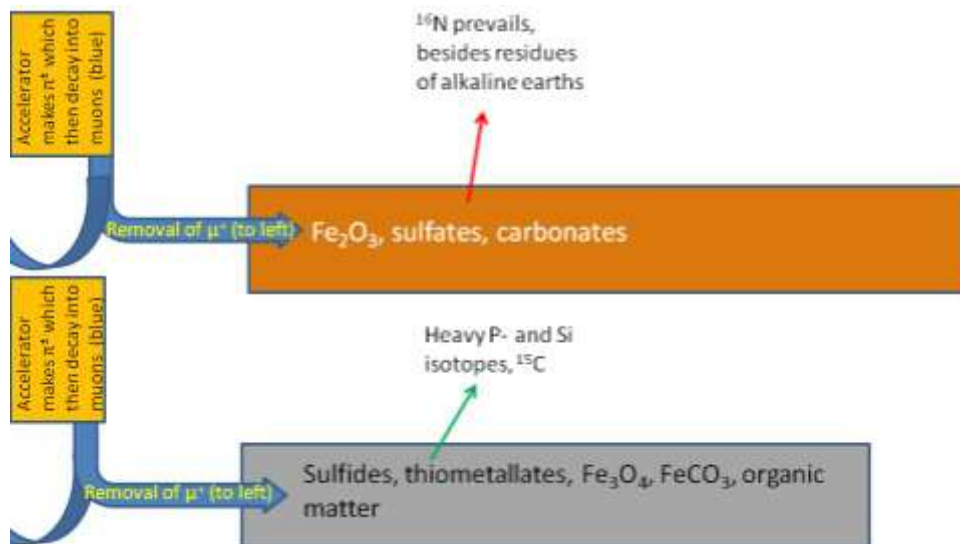 Accelerator
makes π± which
then decay into
muons (blue)
¹⁶N prevails,
besides residues
of alkaline earths
Removal of μ⁺ (to left)
Fe₂O₃, sulfates, carbonates
Accelerator
makes π± which
then decay into
muons (blue)
Heavy P- and Si
isotopes, ¹⁵C
Removal of μ⁺ (to left)
Sulfides, thiometallates, Fe₃O₄, FeCO₃, organic
matter